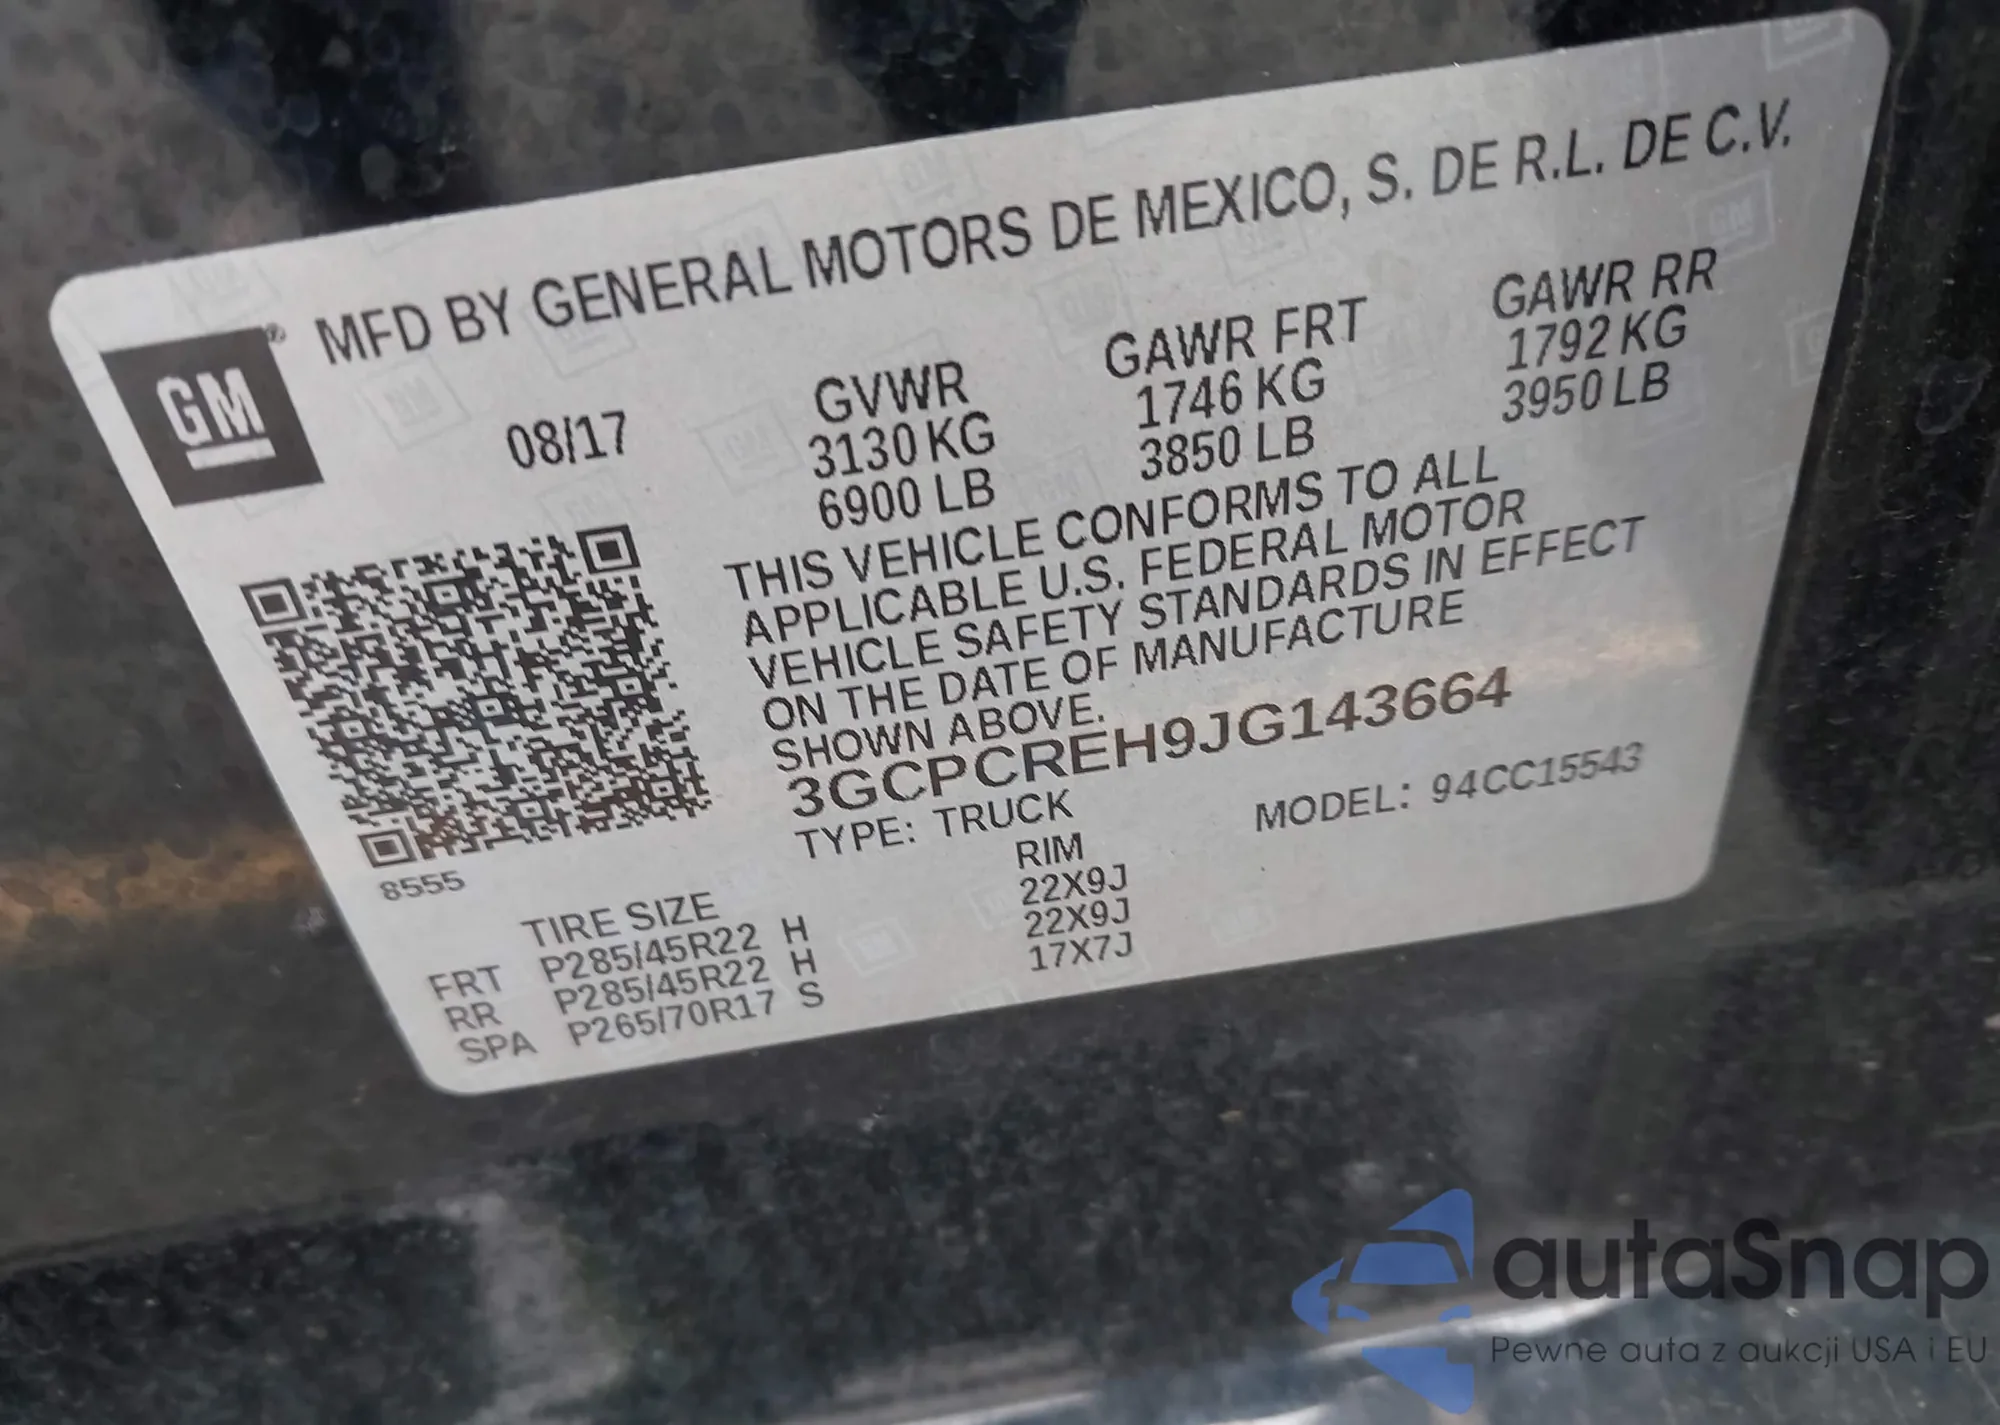 GM® MFD BY GENERAL MOTORS DE MEXICO, S. DE R.L. DE C.V.
08/17 GVWR GAWR FRT GAWR RR
3130 KG 1746 KG 1792 KG
6900 LB 3850 LB 3950 LB
THIS VEHICLE CONFORMS TO ALL
APPLICABLE U.S. FEDERAL MOTOR
VEHICLE SAFETY STANDARDS IN EFFECT
ON THE DATE OF MANUFACTURE
SHOWN ABOVE.
3GCPCREH9JG143664
TYPE: TRUCK MODEL: 94CC15543
8555
TIRE SIZE RIM
FRT P285/45R22 H 22X9J
RR P285/45R22 H 22X9J
SPA P265/70R17 S 17X7J
autaSnap
Pewne auta z aukcji USA i EU